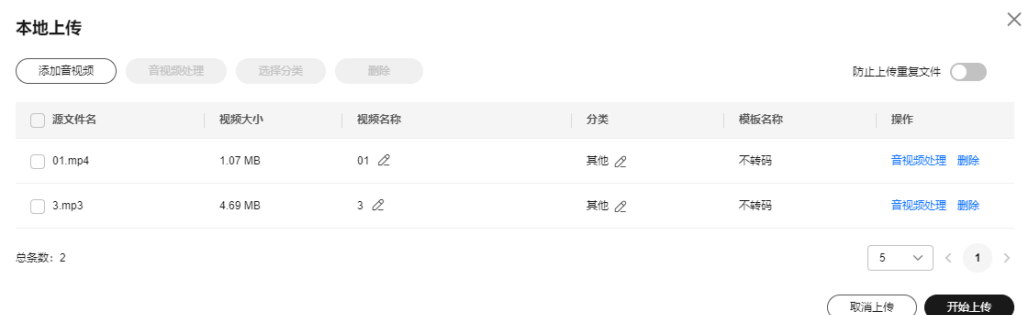 本地上传
添加音视频 音视频处理 选择分类 删除 防止上传重复文件
源文件名 视频大小 视频名称 分类 模板名称 操作
01.mp4 1.07 MB 01 其他 不转码 音视频处理 删除
3.mp3 4.69 MB 3 其他 不转码 音视频处理 删除
总条数：2 5 1
取消上传 开始上传